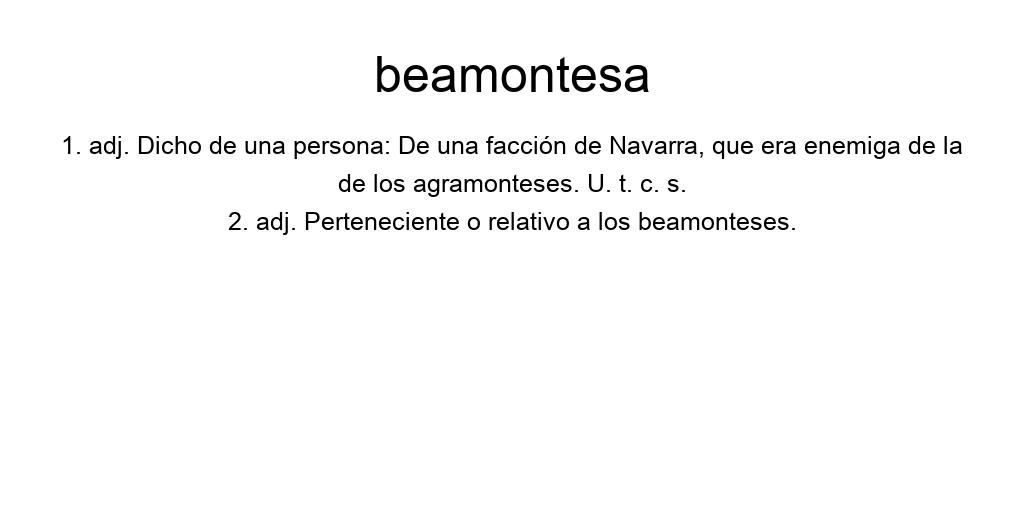 beamontesa
1. adj. Dicho de una persona: De una facción de Navarra, que era enemiga de la
de los agramonteses. U. t. c. s.
2. adj. Perteneciente o relativo a los beamonteses.